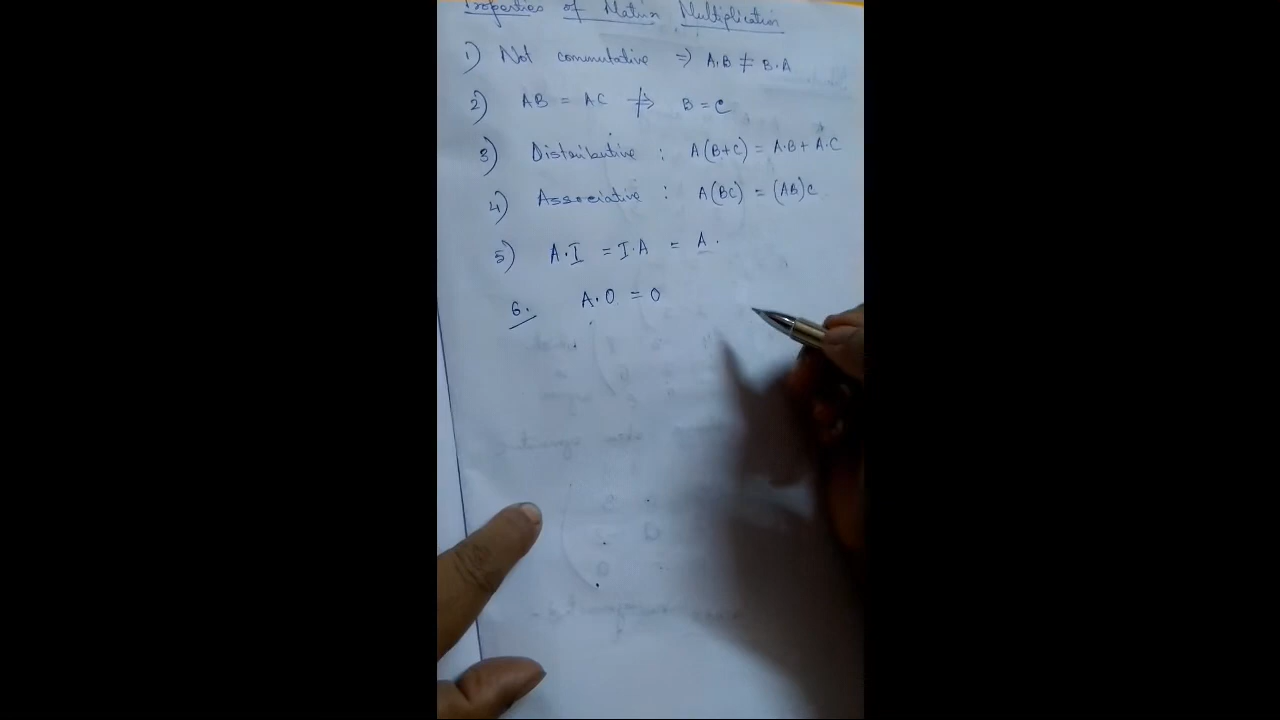 Properties of Matrix Multiplication
1) Not commutative => A.B ≠ B.A
2) AB = AC ≠> B = C
3) Distributive : A(B+C) = A.B + A.C
4) Associative : A(BC) = (AB)C
5) A.I = I.A = A.
6. A.O = O